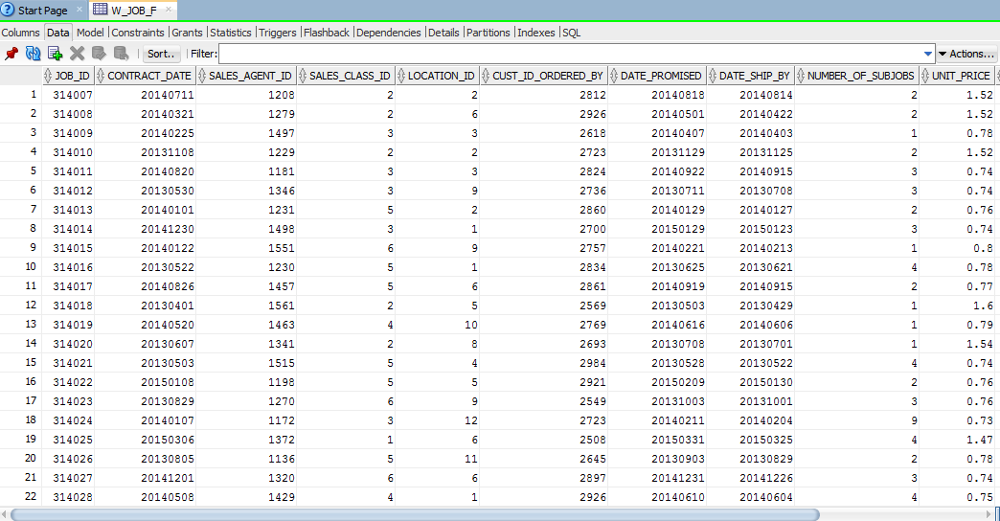 Start Page W_JOB_F
Columns Data Model Constraints Grants Statistics Triggers Flashback Dependencies Details Partitions Indexes SQL
Sort.. Filter: Actions...
JOB_ID CONTRACT_DATE SALES_AGENT_ID SALES_CLASS_ID LOCATION_ID CUST_ID_ORDERED_BY DATE_PROMISED DATE_SHIP_BY NUMBER_OF_SUBJOBS UNIT_PRICE
1 314007 20140711 1208 2 2 2812 20140818 20140814 2 1.52
2 314008 20140321 1279 2 6 2926 20140501 20140422 2 1.52
3 314009 20140225 1497 3 3 2618 20140407 20140403 1 0.78
4 314010 20131108 1229 2 2 2723 20131129 20131125 2 1.52
5 314011 20140820 1181 3 3 2824 20140922 20140915 3 0.74
6 314012 20130530 1346 3 9 2736 20130711 20130708 3 0.74
7 314013 20140101 1231 5 2 2860 20140129 20140127 2 0.76
8 314014 20141230 1498 3 1 2700 20150129 20150123 3 0.74
9 314015 20140122 1551 6 9 2757 20140221 20140213 1 0.8
10 314016 20130522 1230 5 1 2834 20130625 20130621 4 0.78
11 314017 20140826 1457 5 6 2861 20140919 20140915 2 0.77
12 314018 20130401 1561 2 5 2569 20130503 20130429 1 1.6
13 314019 20140520 1463 4 10 2769 20140616 20140606 1 0.79
14 314020 20130607 1341 2 8 2693 20130708 20130701 1 1.54
15 314021 20130503 1515 5 4 2984 20130528 20130522 4 0.74
16 314022 20150108 1198 5 5 2921 20150209 20150130 2 0.76
17 314023 20130829 1270 6 9 2549 20131003 20131001 3 0.76
18 314024 20140107 1172 3 12 2723 20140211 20140204 9 0.73
19 314025 20150306 1372 1 6 2508 20150331 20150325 4 1.47
20 314026 20130805 1136 5 11 2645 20130903 20130829 2 0.78
21 314027 20141201 1320 6 6 2897 20141231 20141226 3 0.74
22 314028 20140508 1429 4 1 2926 20140610 20140604 4 0.75